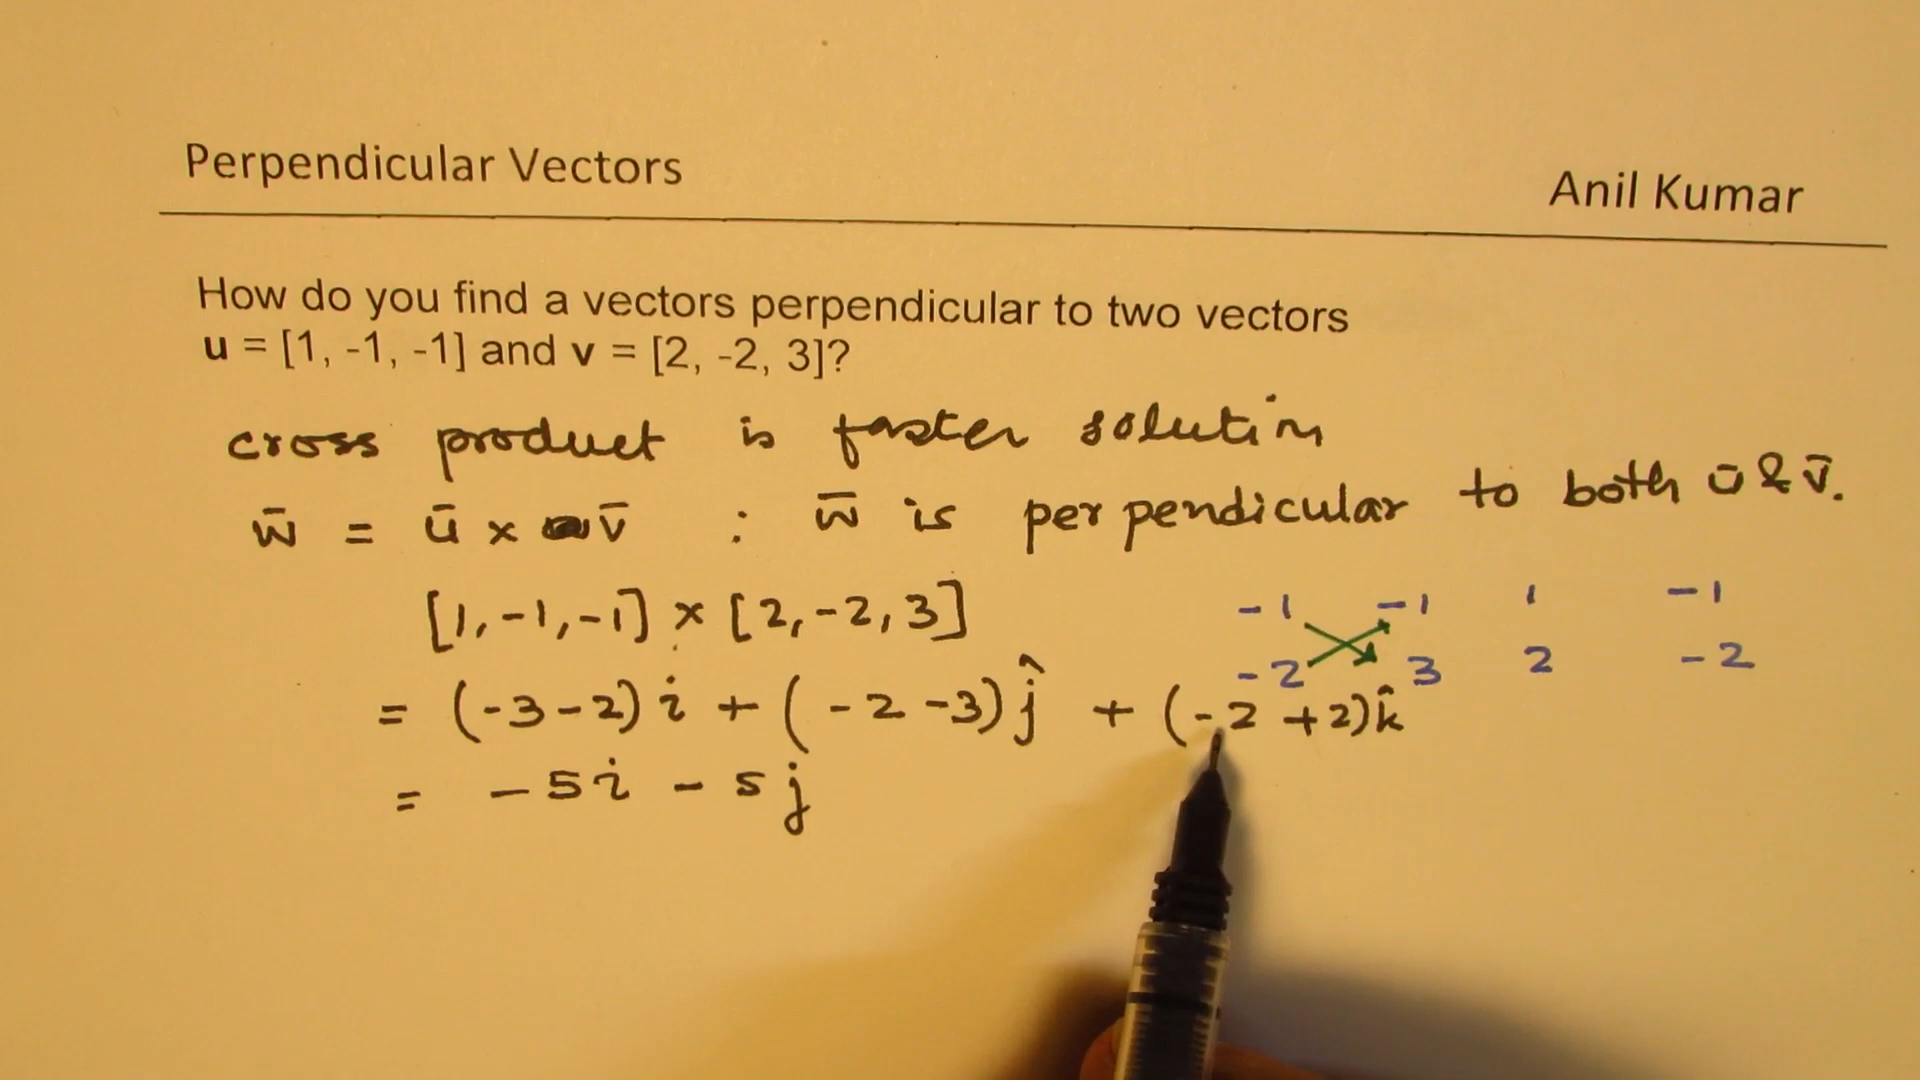 Perpendicular Vectors
Anil Kumar
How do you find a vectors perpendicular to two vectors
u = [1, -1, -1] and v = [2, -2, 3]?
cross product is faster solution
w̄ = ū × v̄ : w̄ is perpendicular to both ū & v̄.
[1, -1, -1] × [2, -2, 3]
-1 -1 1 -1
-2 3 2 -2
= (-3-2) i + (-2 -3) ĵ + (-2 +2) k̂
= -5i - 5j